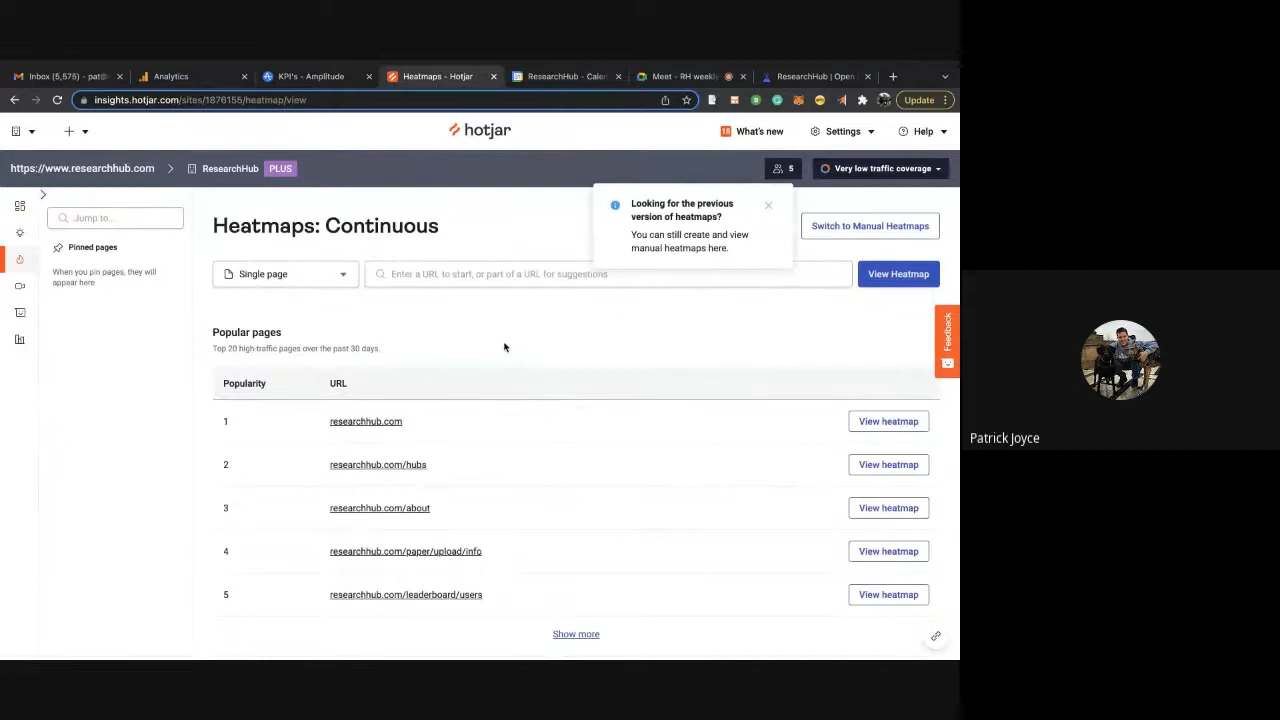 Inbox (5,575) - pat@
Analytics
KPI's - Amplitude
Heatmaps - Hotjar
ResearchHub - Calen
Meet - RH weekly
ResearchHub | Open
insights.hotjar.com/sites/1876155/heatmap/view
Update
hotjar
18 What's new
Settings
Help
https://www.researchhub.com
ResearchHub PLUS
5
Very low traffic coverage
Jump to...
Pinned pages
When you pin pages, they will
appear here
Heatmaps: Continuous
Looking for the previous
version of heatmaps?
You can still create and view
manual heatmaps here.
Switch to Manual Heatmaps
Single page
Enter a URL to start, or part of a URL for suggestions
View Heatmap
Feedback
Popular pages
Top 20 high-traffic pages over the past 30 days.
Popularity URL
1 researchhub.com View heatmap
2 researchhub.com/hubs View heatmap
3 researchhub.com/about View heatmap
4 researchhub.com/paper/upload/info View heatmap
5 researchhub.com/leaderboard/users View heatmap
Show more
Patrick Joyce